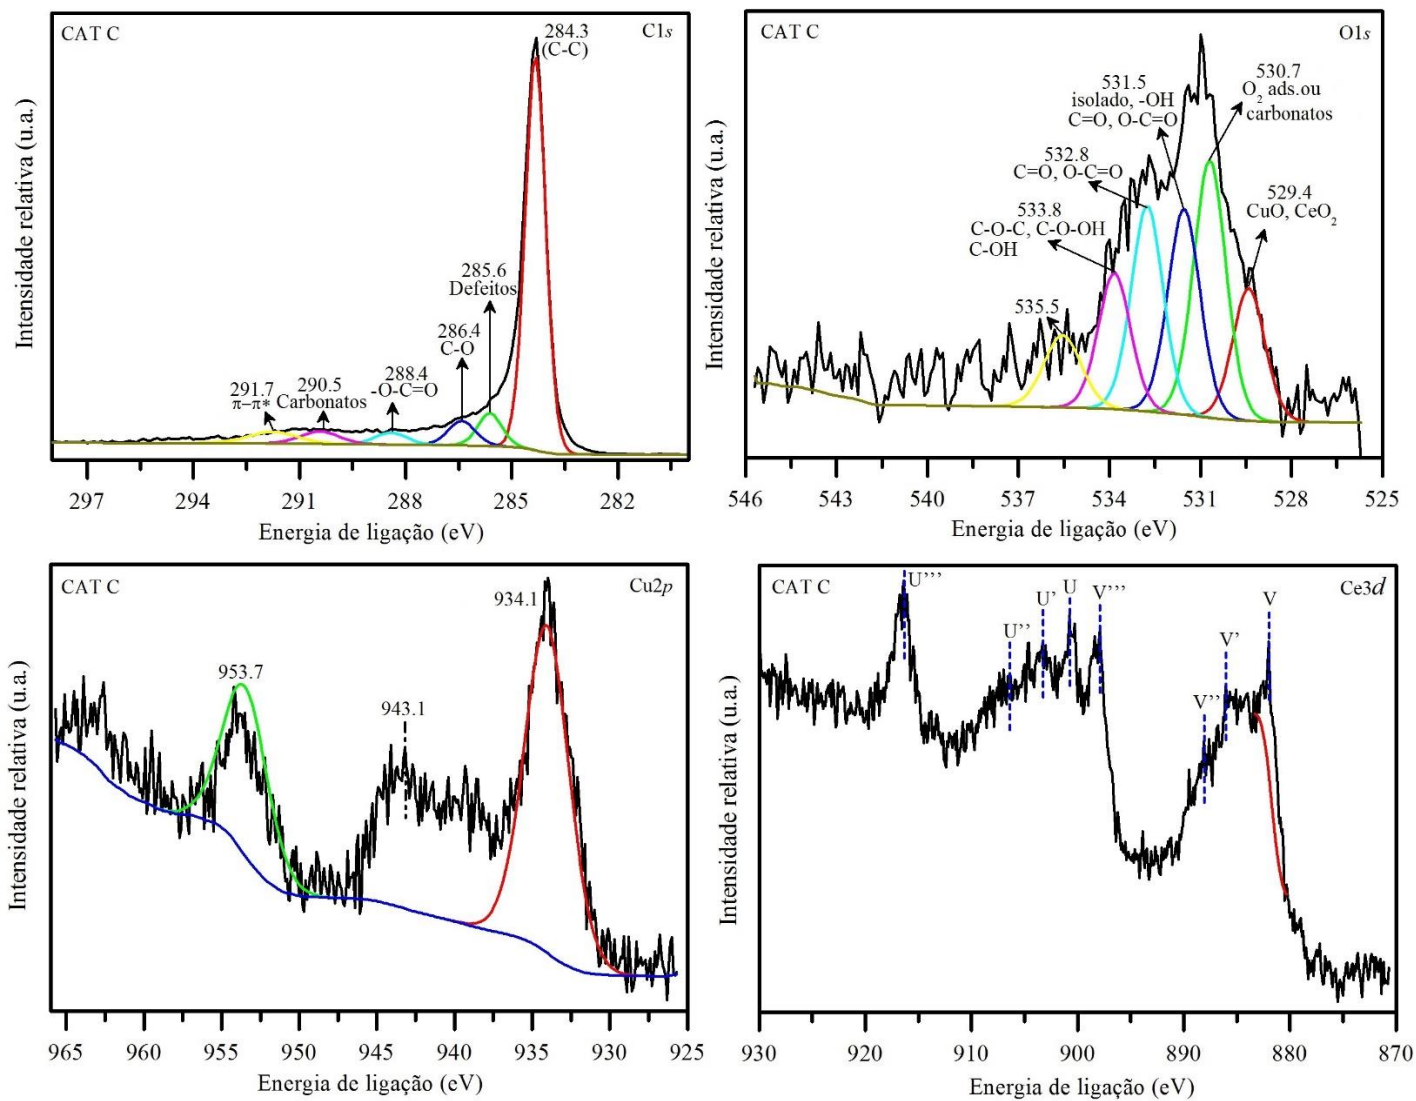 CAT C
C1s
284.3
(C-C)
285.6
Defeitos
286.4
C-O
288.4
-O-C=O
290.5
Carbonatos
291.7
π–π*
Intensidade relativa (u.a.)
297 294 291 288 284 282
Energia de ligação (eV)
CAT C
O1s
530.7
O2 ads.ou
carbonatos
531.5
isolado, -OH
C=O, O-C=O
532.8
C=O, O-C=O
533.8
C-O-C, C-O-OH
C-OH
529.4
CuO, CeO2
535.5
Intensidade relativa (u.a.)
546 543 540 537 534 531 528 525
Energia de ligação (eV)
CAT C
Cu2p
934.1
953.7
943.1
Intensidade relativa (u.a.)
965 960 955 950 945 940 935 930 925
Energia de ligação (eV)
CAT C
Ce3d
U’’’
U’’
U’
U
V’’’
V’’
V’
V
Intensidade relativa (u.a.)
930 920 910 900 890 880 870
Energia de ligação (eV)